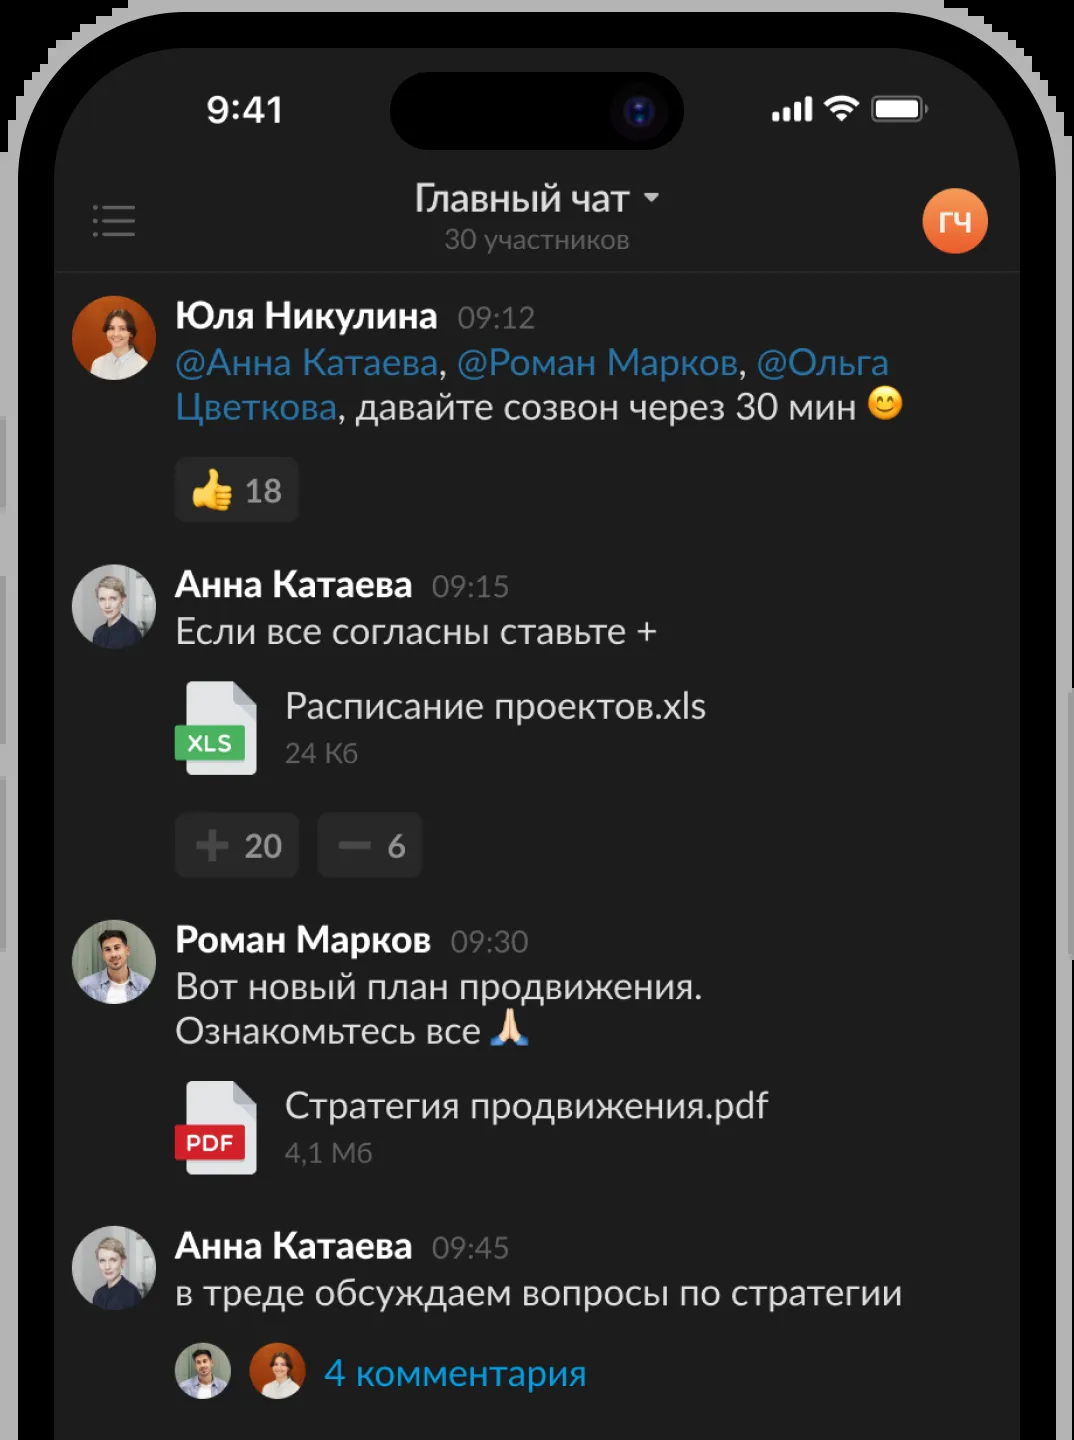 9:41
Главный чат
30 участников
ГЧ
Юля Никулина 09:12
@Анна Катаева, @Роман Марков, @Ольга
Цветкова, давайте созвон через 30 мин 😊
👍 18
Анна Катаева 09:15
Если все согласны ставьте +
Расписание проектов.xls
XLS
24 Кб
+ 20 − 6
Роман Марков 09:30
Вот новый план продвижения.
Ознакомьтесь все 🙏🏻
Стратегия продвижения.pdf
PDF
4,1 Мб
Анна Катаева 09:45
в треде обсуждаем вопросы по стратегии
4 комментария